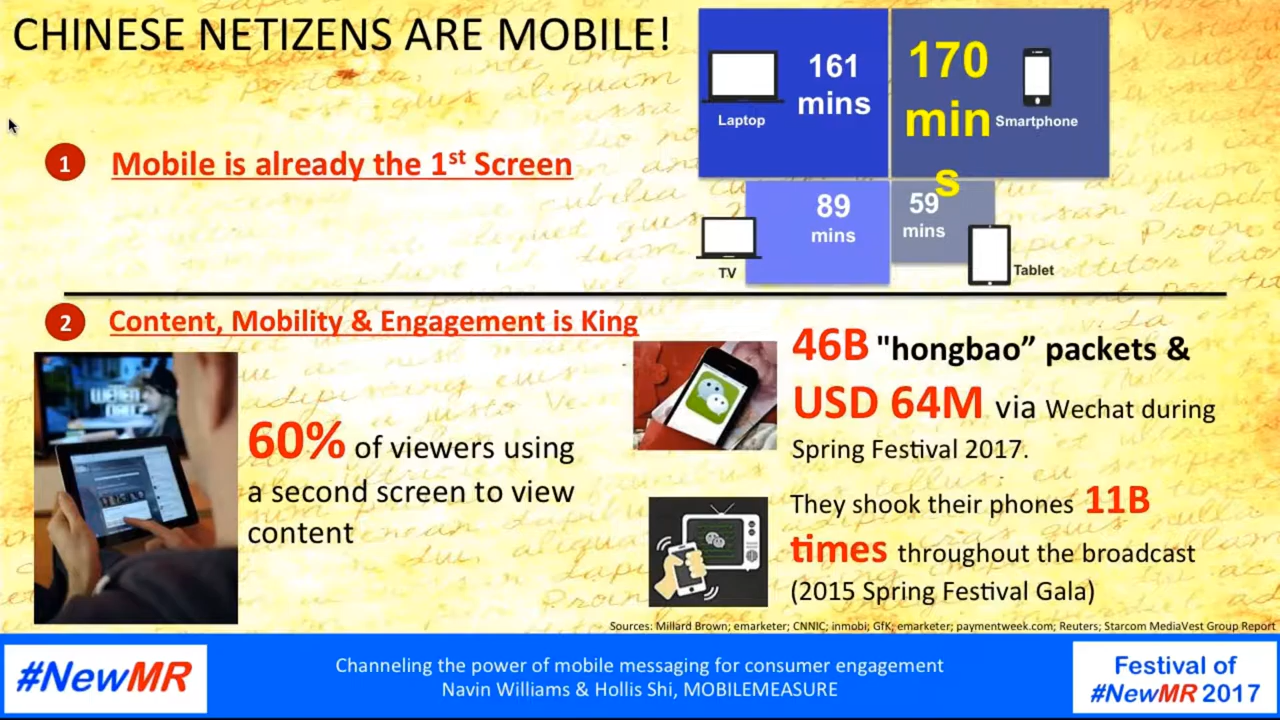 CHINESE NETIZENS ARE MOBILE!
161
mins
Laptop
170
min
s
Smartphone
1
Mobile is already the 1st Screen
89
mins
TV
59
mins
Tablet
2
Content, Mobility & Engagement is King
60% of viewers using
a second screen to view
content
46B "hongbao” packets &
USD 64M via Wechat during
Spring Festival 2017.
They shook their phones 11B
times throughout the broadcast
(2015 Spring Festival Gala)
Sources: Millard Brown; emarketer; CNNIC; inmobi; GfK; emarketer; paymentweek.com; Reuters; Starcom MediaVest Group Report
#NewMR
Channeling the power of mobile messaging for consumer engagement
Navin Williams & Hollis Shi, MOBILEMEASURE
Festival of
#NewMR 2017